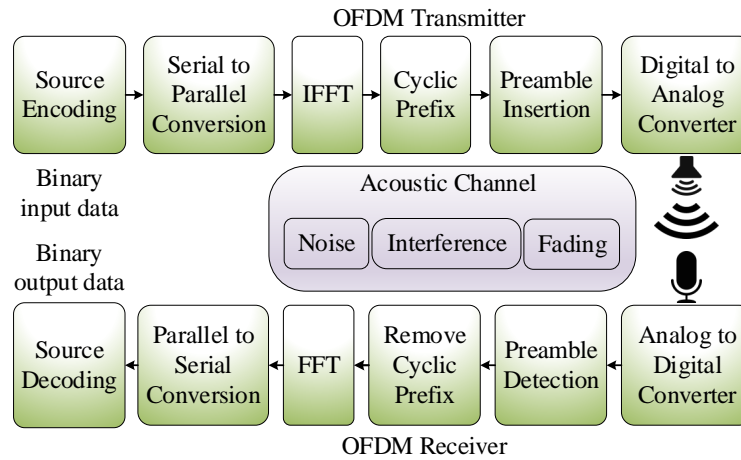 OFDM Transmitter
Source
Encoding
Serial to
Parallel
Conversion
IFFT
Cyclic
Prefix
Preamble
Insertion
Digital to
Analog
Converter
Binary
input data
Acoustic Channel
Noise
Interference
Fading
Binary
output data
Source
Decoding
Parallel to
Serial
Conversion
FFT
Remove
Cyclic
Prefix
Preamble
Detection
Analog to
Digital
Converter
OFDM Receiver